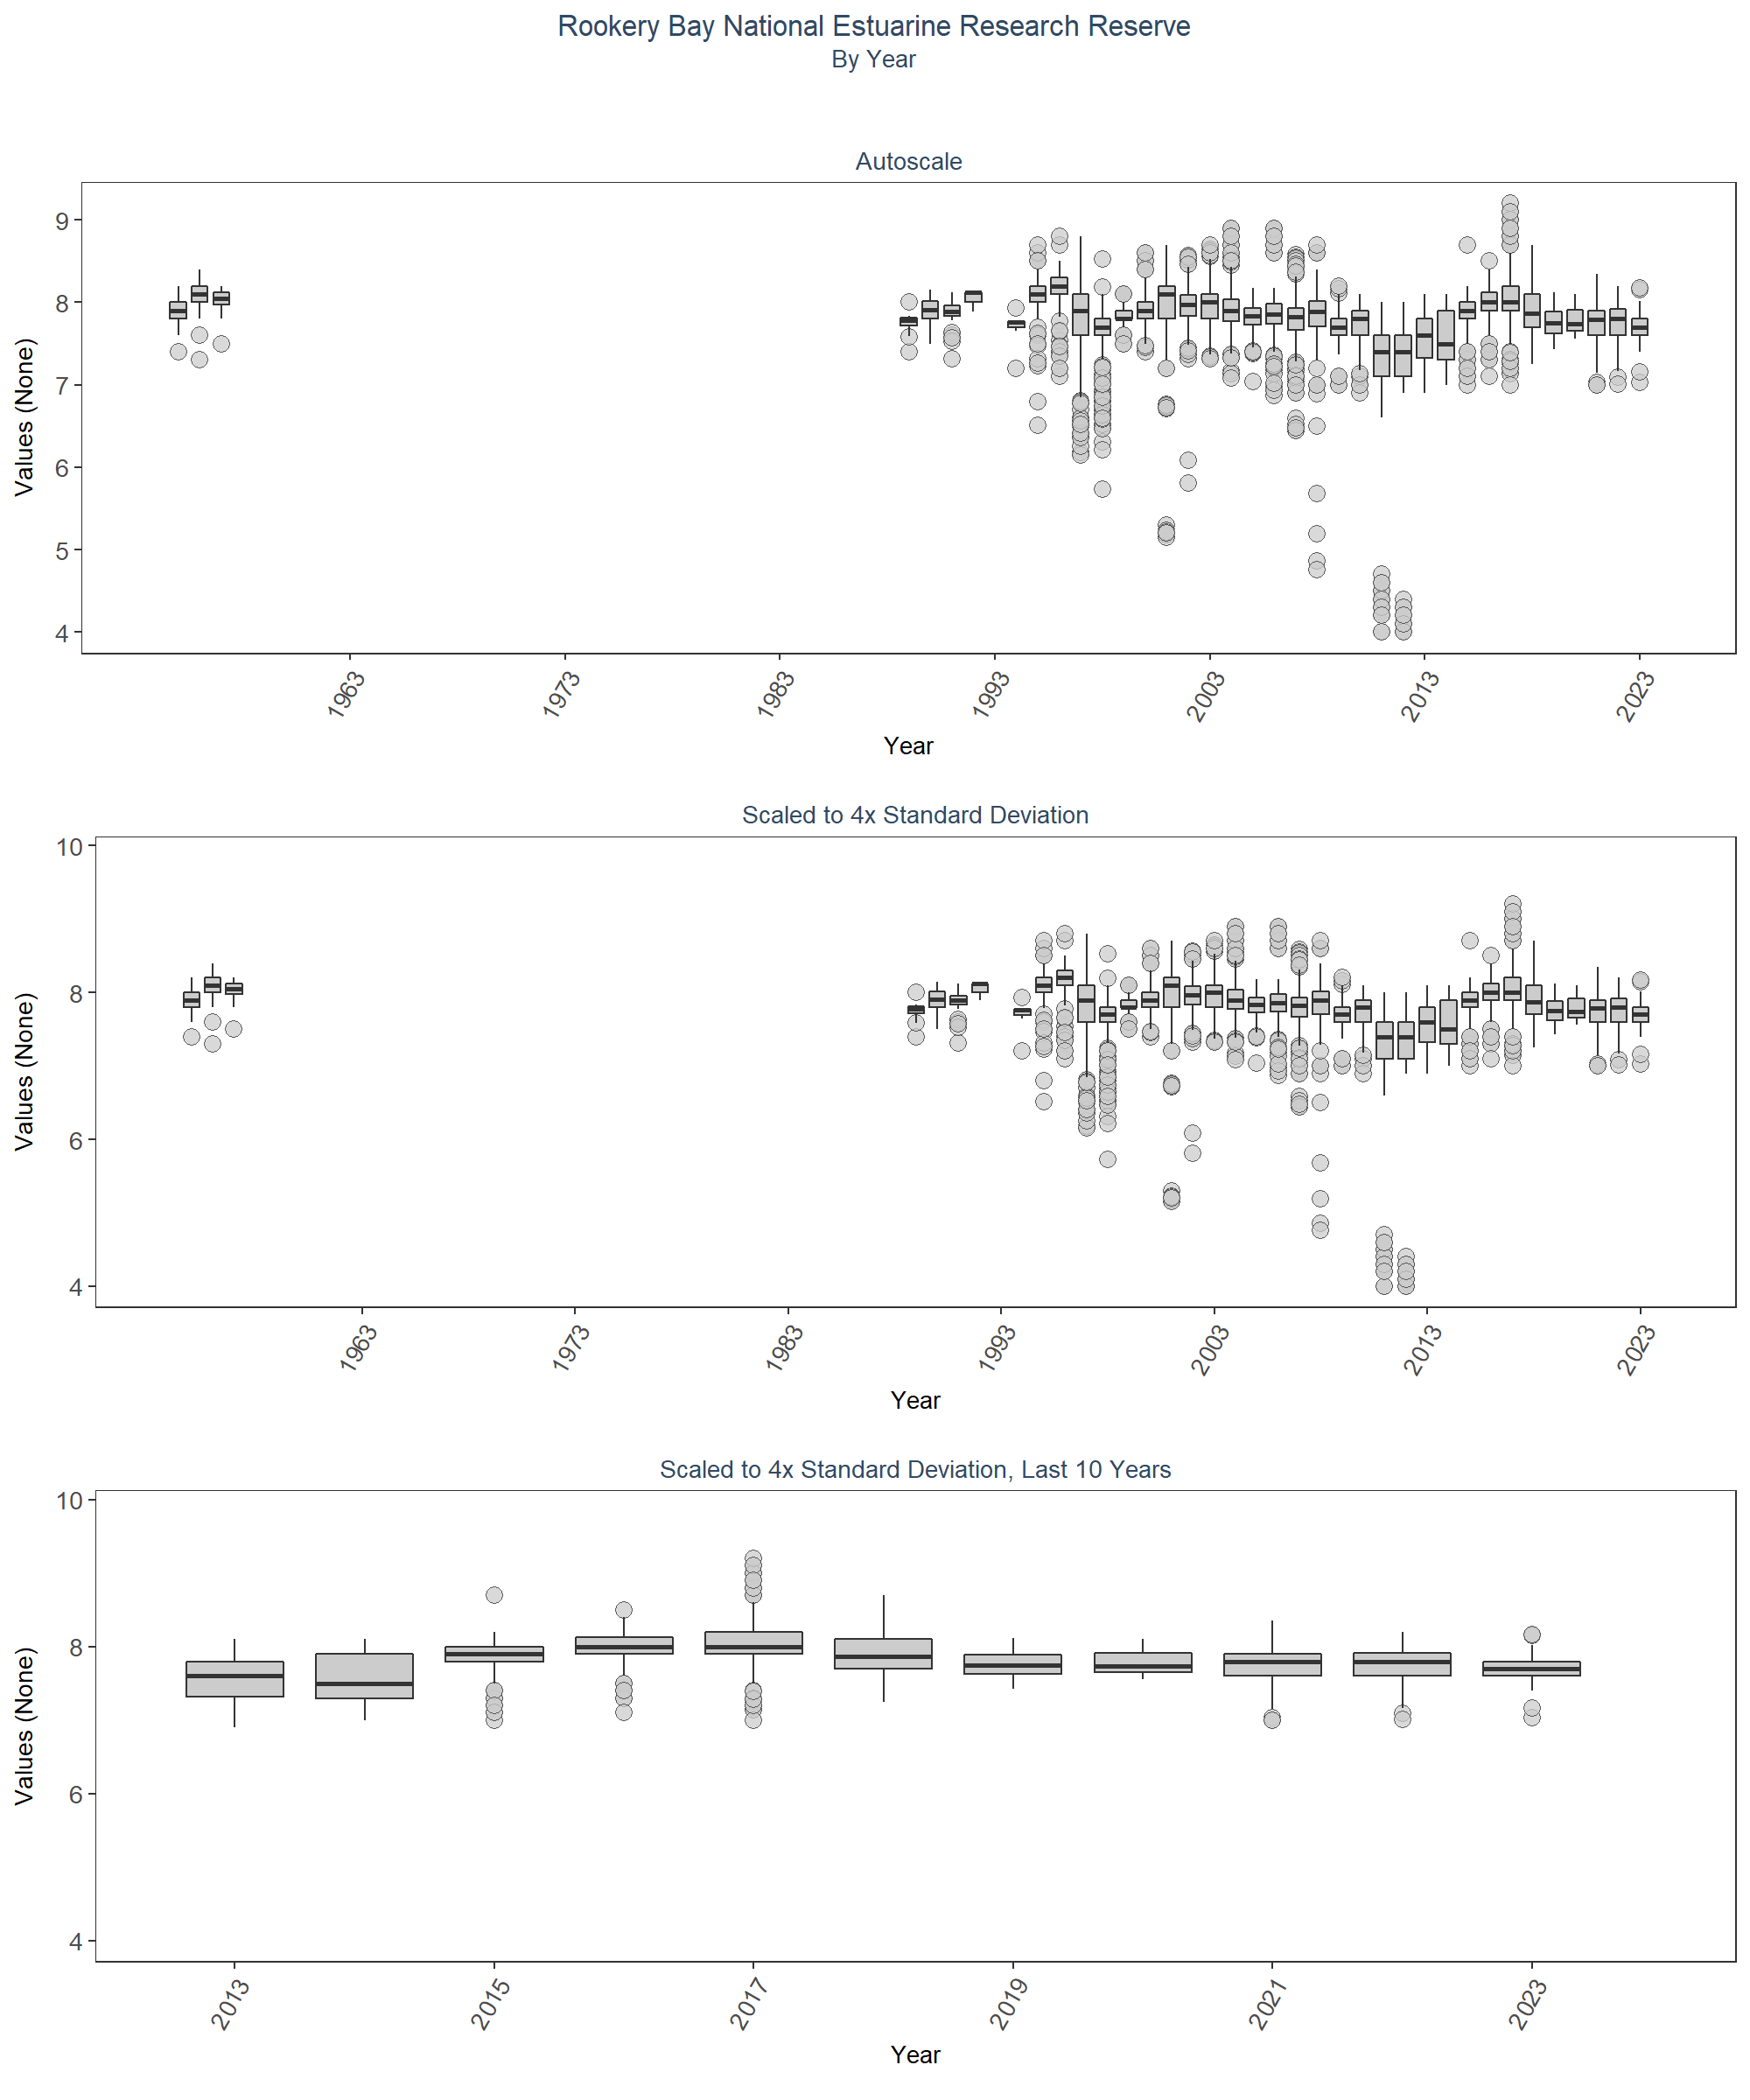 Rookery Bay National Estuarine Research Reserve
By Year
Autoscale
9
8
7
6
5
4
Values (None)
1963 1973 1983 1993 2003 2013 2023
Year
Scaled to 4x Standard Deviation
10
8
6
4
Values (None)
1963 1973 1983 1993 2003 2013 2023
Year
Scaled to 4x Standard Deviation, Last 10 Years
10
8
6
4
Values (None)
2013 2015 2017 2019 2021 2023
Year